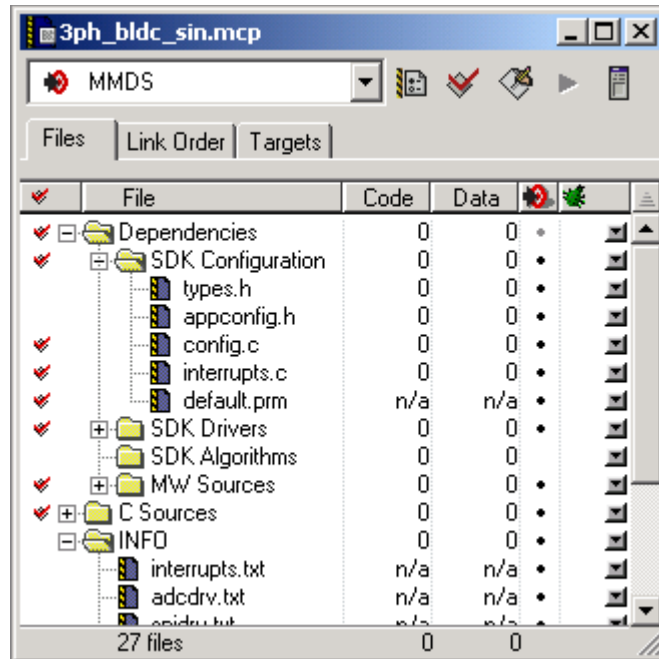 3ph_bldc_sin.mcp
MMDS
Files Link Order Targets
File Code Data
Dependencies 0 0
SDK Configuration 0 0
types.h 0 0
appconfig.h 0 0
config.c 0 0
interrupts.c 0 0
default.prm n/a n/a
SDK Drivers 0 0
SDK Algorithms 0 0
MW Sources 0 0
C Sources 0 0
INFO 0 0
interrupts.txt n/a n/a
adcdrv.txt n/a n/a
n/a n/a
27 files 0 0